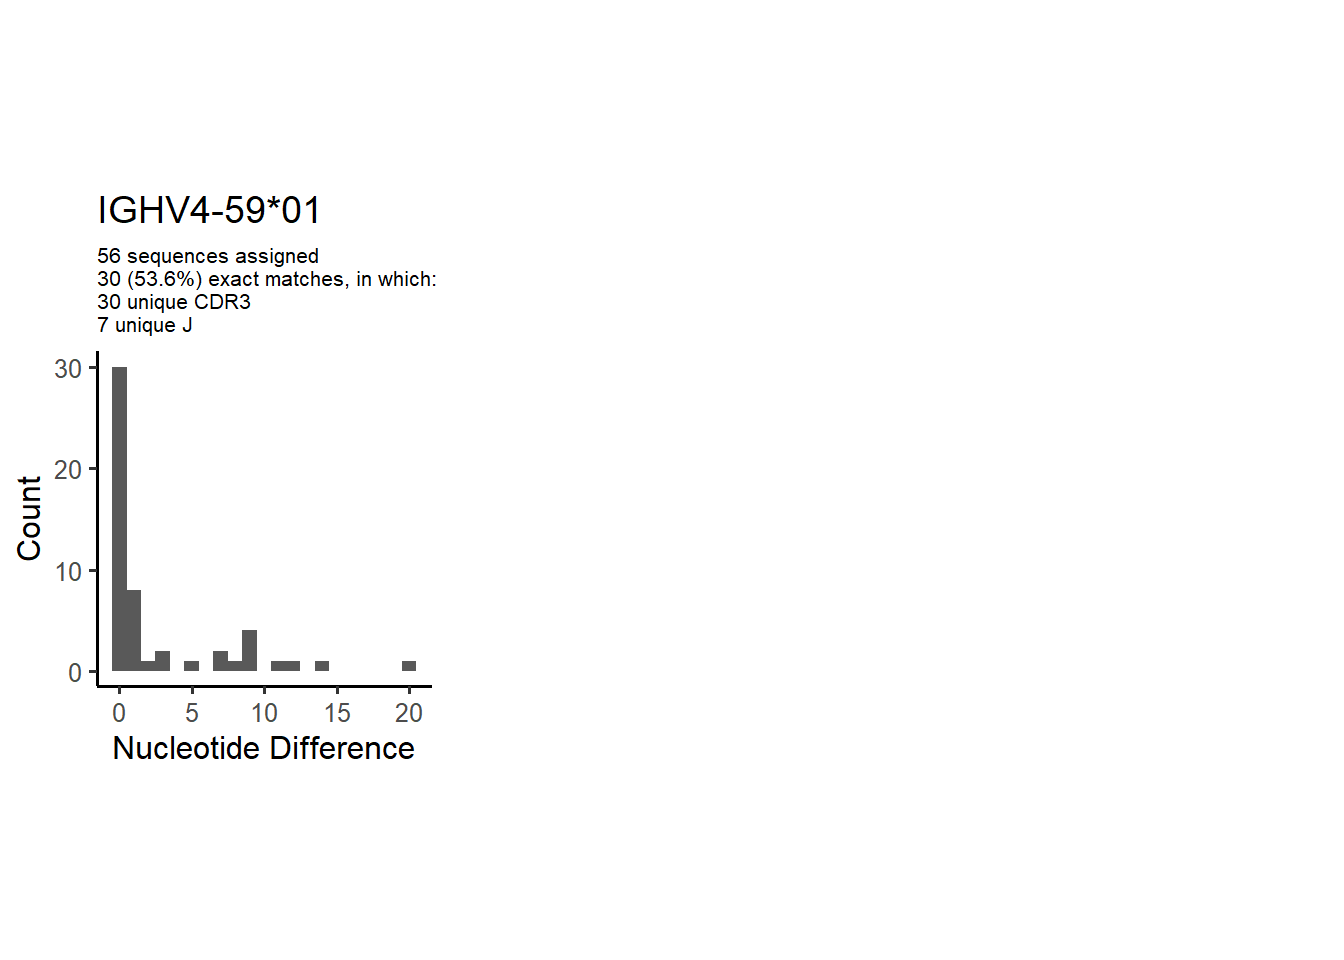 IGHV4-59*01
56 sequences assigned
30 (53.6%) exact matches, in which:
30 unique CDR3
7 unique J
30
20
10
0
Count
0 5 10 15 20
Nucleotide Difference